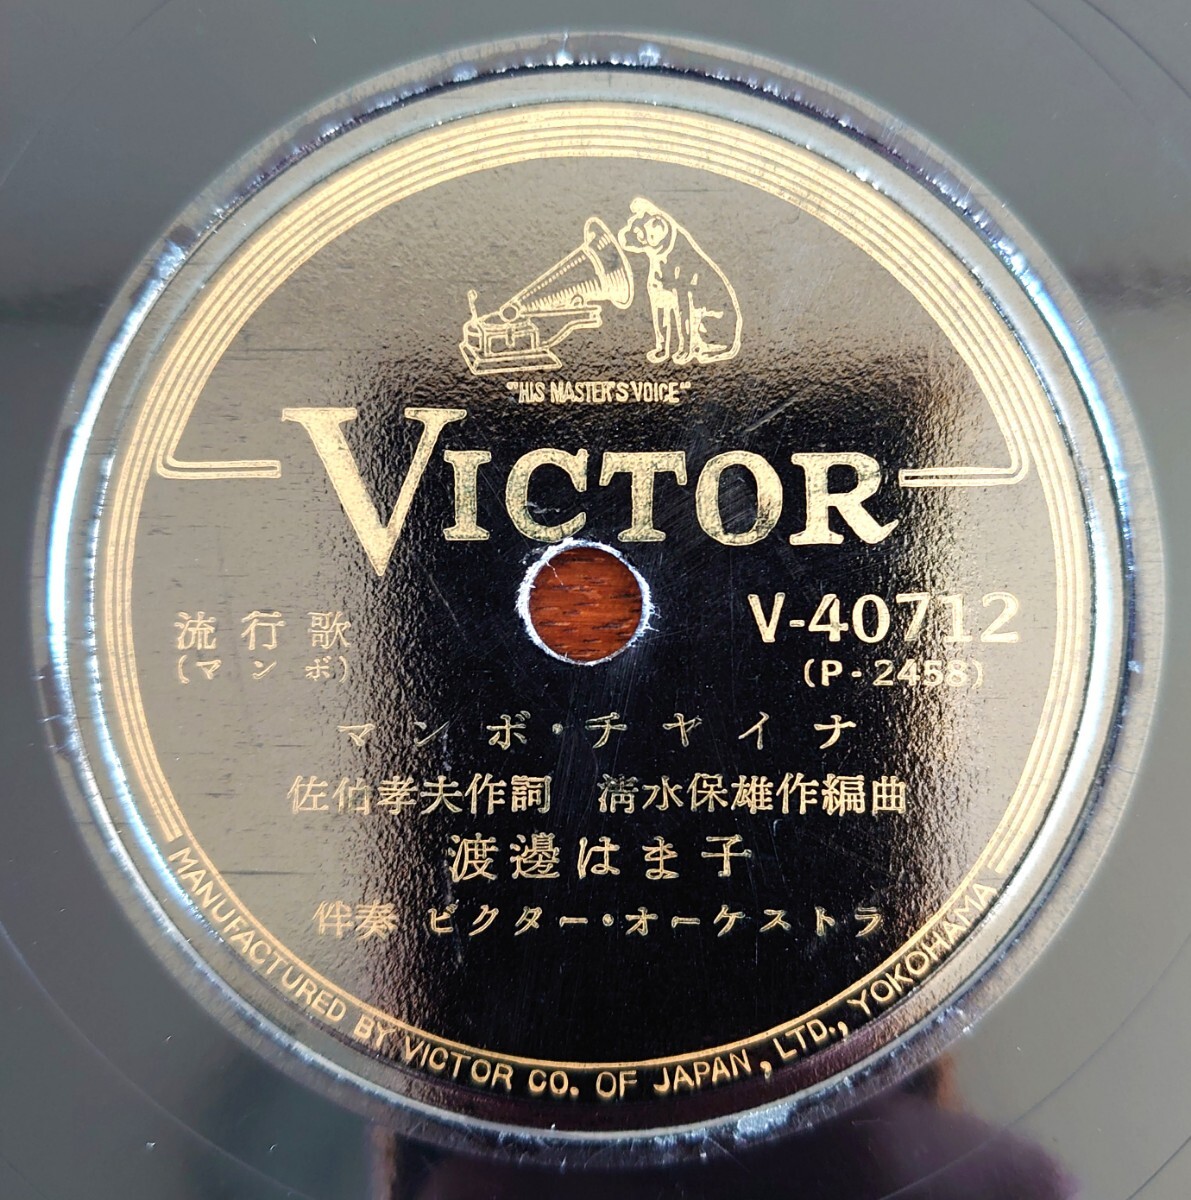 "HIS MASTER'S VOICE"
VICTOR
流行歌
(マンボ)
V-40712
(P-2458)
マンボ・チャイナ
佐伯孝夫作詞 淸水保雄作編曲
渡邊はま子
伴奏 ビクター・オーケストラ
MANUFACTURED BY VICTOR CO. OF JAPAN, LTD., YOKOHAMA